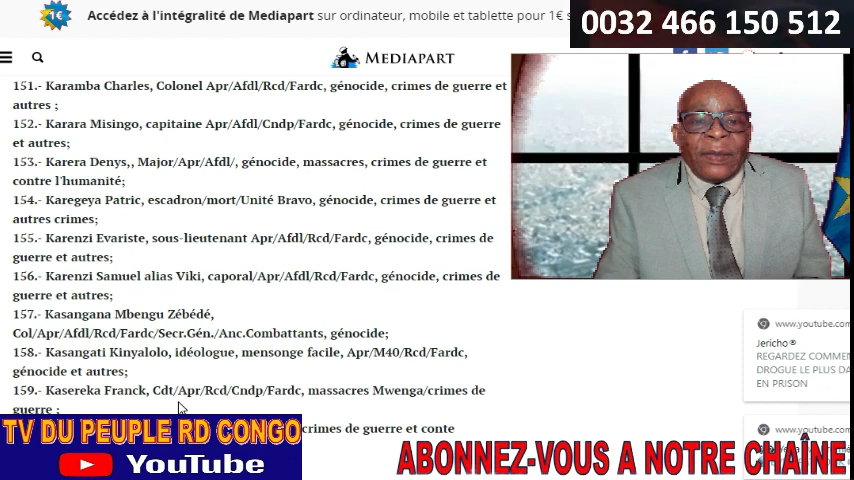 Accédez à l'intégralité de Mediapart sur ordinateur, mobile et tablette pour 1€ s
0032 466 150 512
1€
MEDIAPART
151.- Karamba Charles, Colonel Apr/Afdl/Rcd/Fardc, génocide, crimes de guerre et
autres ;
152.- Karara Misingo, capitaine Apr/Afdl/Cndp/Fardc, génocide, crimes de guerre
et autres;
153.- Karera Denys,, Major/Apr/Afdl/, génocide, massacres, crimes de guerre et
contre l'humanité;
154.- Karegeya Patric, escadron/mort/Unité Bravo, génocide, crimes de guerre et
autres crimes;
155.- Karenzi Evariste, sous-lieutenant Apr/Afdl/Rcd/Fardc, génocide, crimes de
guerre et autres;
156.- Karenzi Samuel alias Viki, caporal/Apr/Afdl/Rcd/Fardc, génocide, crimes de
guerre et autres;
157.- Kasangana Mbengu Zébédé,
Col/Apr/Afdl/Rcd/Fardc/Secr.Gén./Anc.Combattants, génocide;
158.- Kasangati Kinyalolo, idéologue, mensonge facile, Apr/M40/Rcd/Fardc,
génocide et autres;
159.- Kasereka Franck, Cdt/Apr/Rcd/Cndp/Fardc, massacres Mwenga/crimes de
guerre ;
crimes de guerre et conte
www.youtube.com
Jericho®
REGARDEZ COMMEN
DROGUE LE PLUS DA
EN PRISON
www.youtube.com
TV DU PEUPLE RD CONGO
YouTube
ABONNEZ-VOUS A NOTRE CHAÎNE